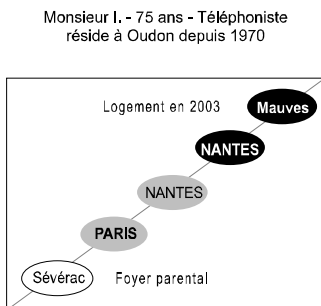 Monsieur I. - 75 ans - Téléphoniste
réside à Oudon depuis 1970
Logement en 2003 Mauves
NANTES
NANTES
PARIS
Sévérac Foyer parental